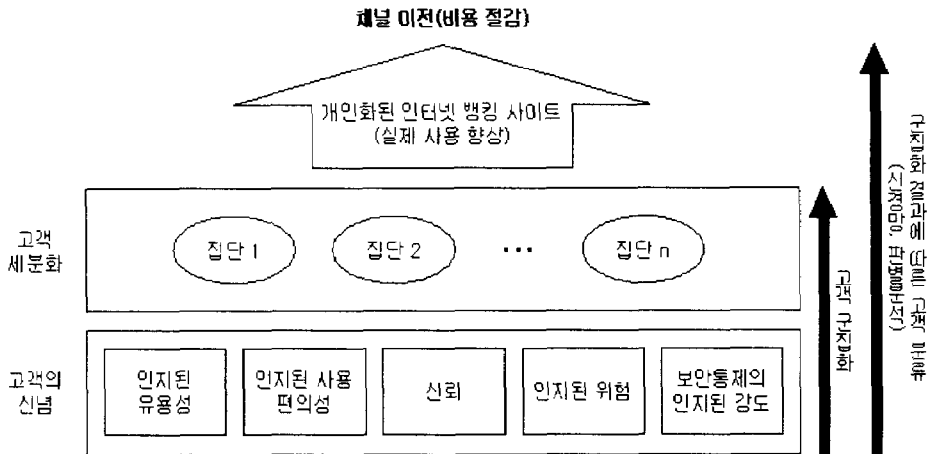 채널 이전(비용 절감)
개인화된 인터넷 뱅킹 사이트
(실제 사용 향상)
고객
세분화
집단 1
집단 2
...
집단 n
고객의
신념
인지된
유용성
인지된 사용
편의성
신뢰
인지된 위험
보안통제의
인지된 강도
고객 군집화
군집화 결과에 따른 고객 분류
(신경망 판별분석)